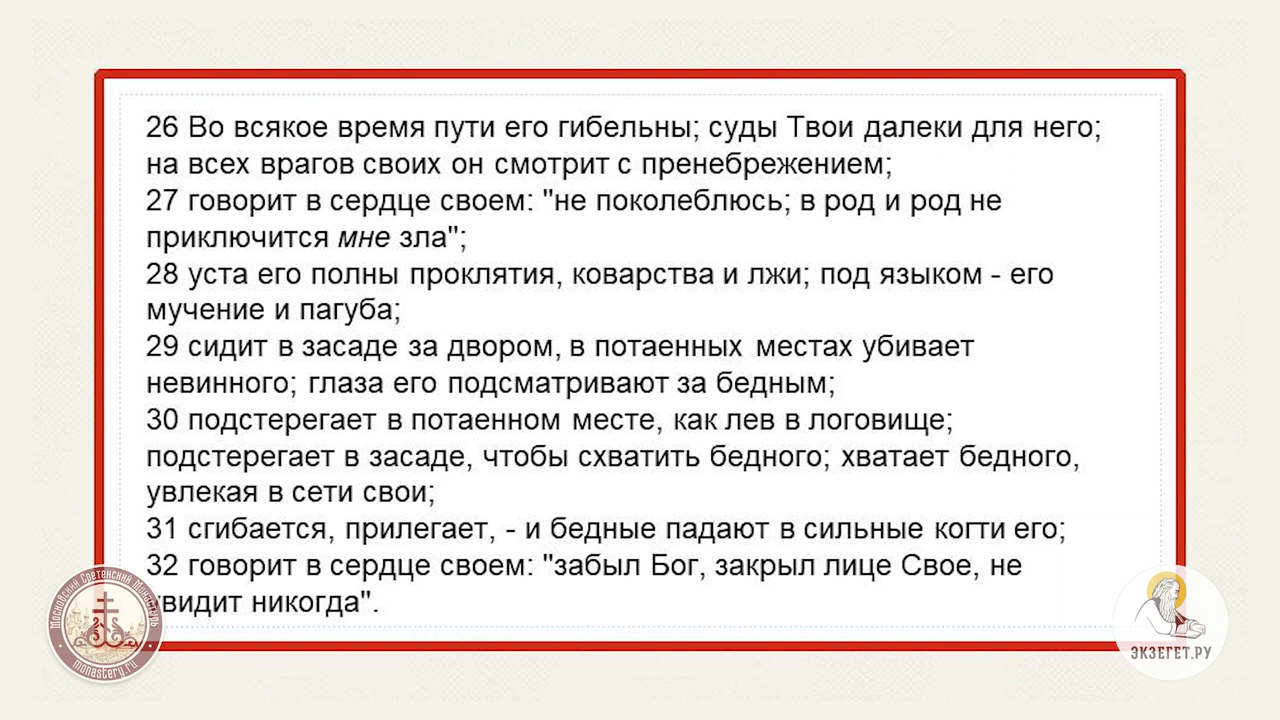 26 Во всякое время пути его гибельны; суды Твои далеки для него;
на всех врагов своих он смотрит с пренебрежением;
27 говорит в сердце своем: "не поколеблюсь; в род и род не
приключится мне зла";
28 уста его полны проклятия, коварства и лжи; под языком - его
мучение и пагуба;
29 сидит в засаде за двором, в потаенных местах убивает
невинного; глаза его подсматривают за бедным;
30 подстерегает в потаенном месте, как лев в логовище;
подстерегает в засаде, чтобы схватить бедного; хватает бедного,
увлекая в сети свои;
31 сгибается, прилегает, - и бедные падают в сильные когти его;
32 говорит в сердце своем: "забыл Бог, закрыл лице Свое, не
увидит никогда".
Московский Сретенский Монастырь
monastery.ru
ЭКЗЕГЕТ.РУ